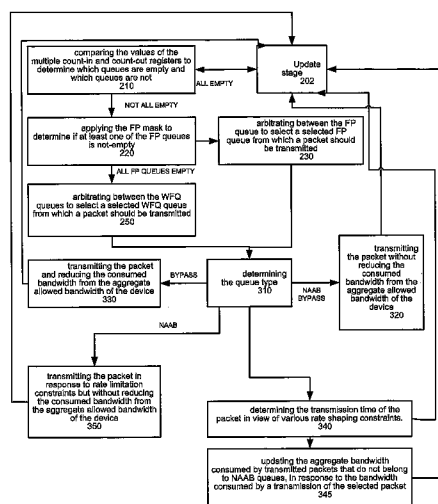 comparing the values of the
multiple count-in and count-out registers to
determine which queues are empty and
which queues are not
210
Update
stage
202
ALL EMPTY
NOT ALL EMPTY
applying the FP mask to
determine if at least one of the FP queues
is not-empty
220
arbitrating between the FP
queue to select a selected FP
queue from which a packet should
be transmitted
230
ALL FP QUEUES EMPTY
arbitrating between the WFQ
queues to select a selected WFQ queue
from which a packet should be transmitted
250
transmitting the packet
and reducing the consumed
bandwidth from the aggregate
allowed bandwidth of the device
330
BYPASS
determining
the queue type
310
NAAB
BYPASS
transmitting
the packet without
reducing the
consumed
bandwidth from the
aggregate allowed
bandwidth of
the device
320
NAAB
transmitting the packet in
response to rate limitation
constraints but without reducing
the consumed bandwidth from
the aggregate allowed bandwidth
of the device
350
determining the transmission time of the
packet in view of various rate shaping constraints.
340
updating the aggregate bandwidth
consumed by transmitted packets that do not belong
to NAAB queues, in response to the bandwidth
consumed by a transmission of the selected packet
345